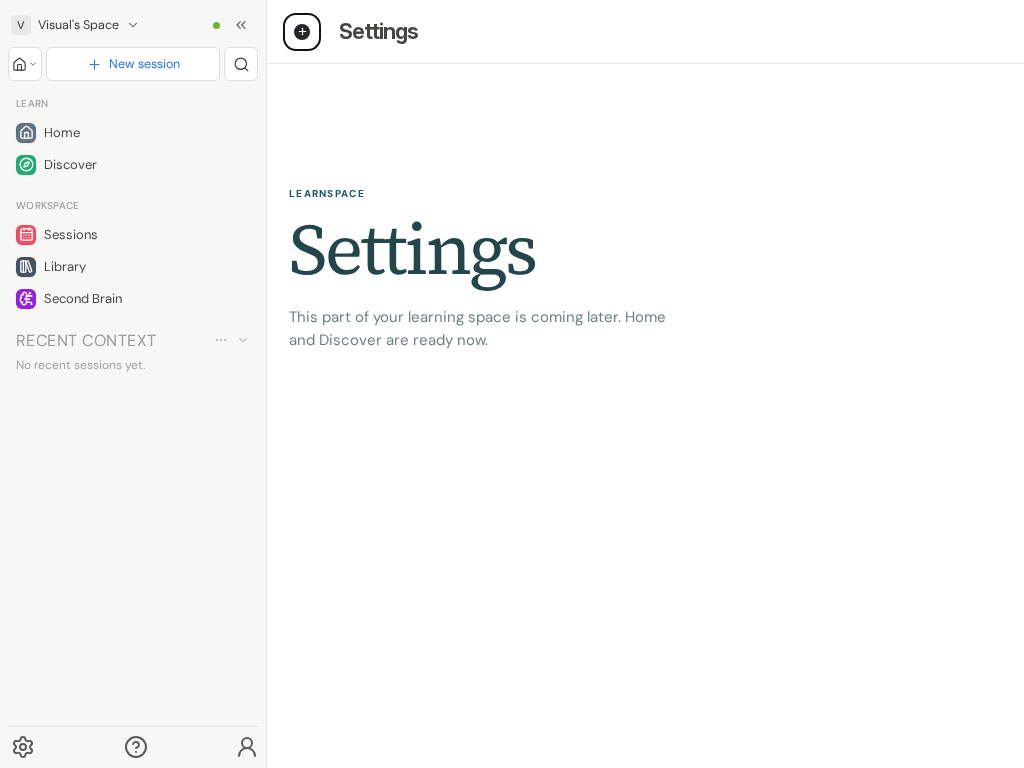 V
Visual's Space
New session
LEARN
Home
Discover
WORKSPACE
Sessions
Library
Second Brain
RECENT CONTEXT
No recent sessions yet.
Settings
LEARNSPACE
Settings
This part of your learning space is coming later. Home
and Discover are ready now.